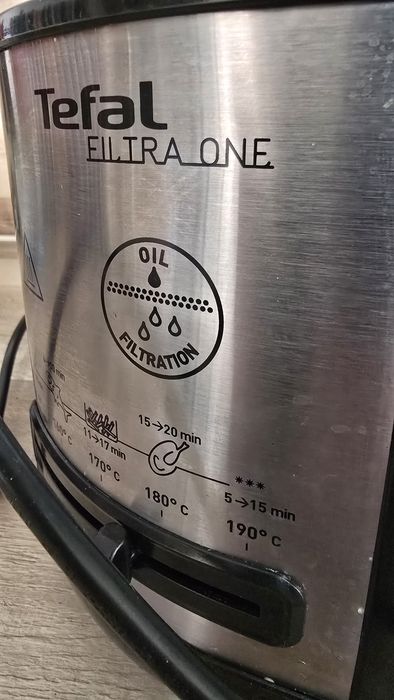 Tefal
FILTRA ONE
OIL
FILTRATION
11→17 min
15→20 min
***
5→15 min
170° C
180° C
190° C